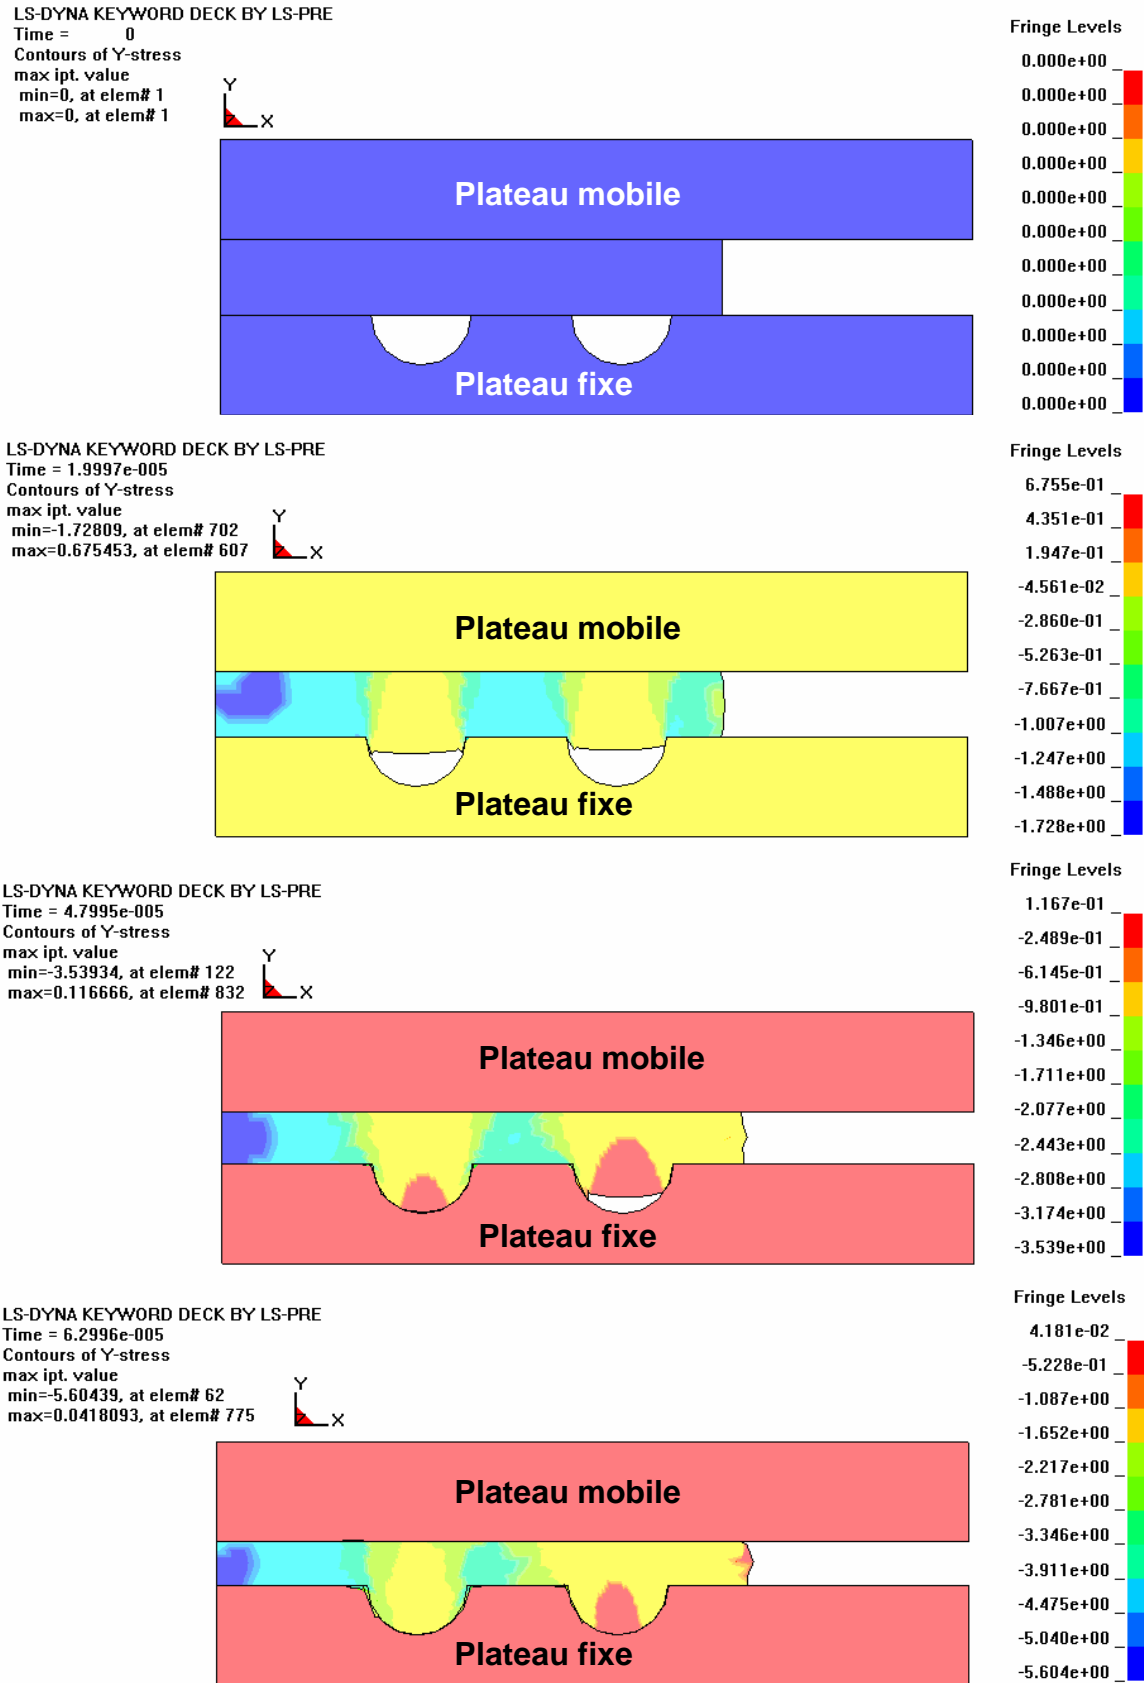 LS-DYNA KEYWORD DECK BY LS-PRE
Time = 0
Contours of Y-stress
max ipt. value
min=0, at elem# 1
max=0, at elem# 1
Y
Z
X
Fringe Levels
0.000e+00
0.000e+00
0.000e+00
0.000e+00
0.000e+00
0.000e+00
0.000e+00
0.000e+00
0.000e+00
0.000e+00
0.000e+00
Plateau mobile
Plateau fixe
LS-DYNA KEYWORD DECK BY LS-PRE
Time = 1.9997e-005
Contours of Y-stress
max ipt. value
min=-1.72809, at elem# 702
max=0.675453, at elem# 607
Y
Z
X
Fringe Levels
6.755e-01
4.351e-01
1.947e-01
-4.561e-02
-2.860e-01
-5.263e-01
-7.667e-01
-1.007e+00
-1.247e+00
-1.488e+00
-1.728e+00
Plateau mobile
Plateau fixe
LS-DYNA KEYWORD DECK BY LS-PRE
Time = 4.7995e-005
Contours of Y-stress
max ipt. value
min=-3.53934, at elem# 122
max=0.116666, at elem# 832
Y
Z
X
Fringe Levels
1.167e-01
-2.489e-01
-6.145e-01
-9.801e-01
-1.346e+00
-1.711e+00
-2.077e+00
-2.443e+00
-2.808e+00
-3.174e+00
-3.539e+00
Plateau mobile
Plateau fixe
LS-DYNA KEYWORD DECK BY LS-PRE
Time = 6.2996e-005
Contours of Y-stress
max ipt. value
min=-5.60439, at elem# 62
max=0.0418093, at elem# 775
Y
Z
X
Fringe Levels
4.181e-02
-5.228e-01
-1.087e+00
-1.652e+00
-2.217e+00
-2.781e+00
-3.346e+00
-3.911e+00
-4.475e+00
-5.040e+00
-5.604e+00
Plateau mobile
Plateau fixe